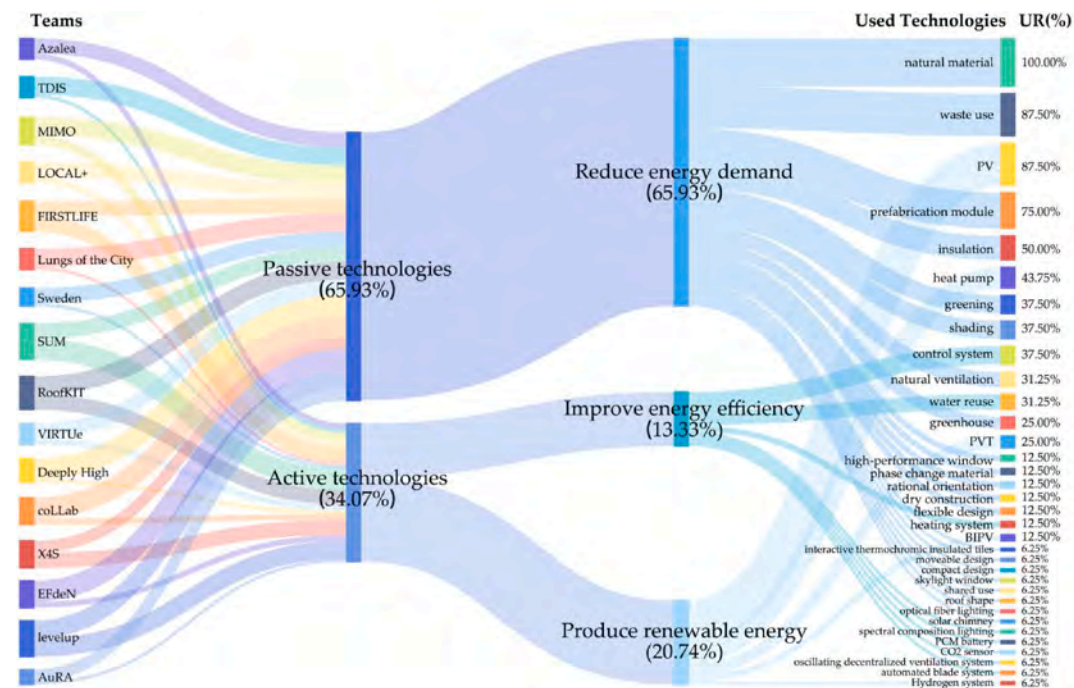 Teams
Used Technologies UR(%)
Azalea
TDIS
MIMO
LOCAL+
FIRSTLIFE
Lungs of the City
Sweden
SUM
RoofKIT
VIRTUe
Deeply High
coLLab
X4S
EFdeN
levelup
AuRA
Passive technologies
(65.93%)
Active technologies
(34.07%)
Reduce energy demand
(65.93%)
Improve energy efficiency
(13.33%)
Produce renewable energy
(20.74%)
natural material 100.00%
waste use 87.50%
PV 87.50%
prefabrication module 75.00%
insulation 50.00%
heat pump 43.75%
greening 37.50%
shading 37.50%
control system 37.50%
natural ventilation 31.25%
water reuse 31.25%
greenhouse 25.00%
PVT 25.00%
high-performance window 12.50%
phase change material 12.50%
rational orientation 12.50%
dry construction 12.50%
flexible design 12.50%
heating system 12.50%
BIPV 12.50%
interactive thermochromic insulated tiles 6.25%
moveable design 6.25%
compact design 6.25%
skylight window 6.25%
shared use 6.25%
roof shape 6.25%
optical fiber lighting 6.25%
solar chimney 6.25%
spectral composition lighting 6.25%
PCM battery 6.25%
CO2 sensor 6.25%
oscillating decentralized ventilation system 6.25%
automated blade system 6.25%
Hydrogen system 6.25%